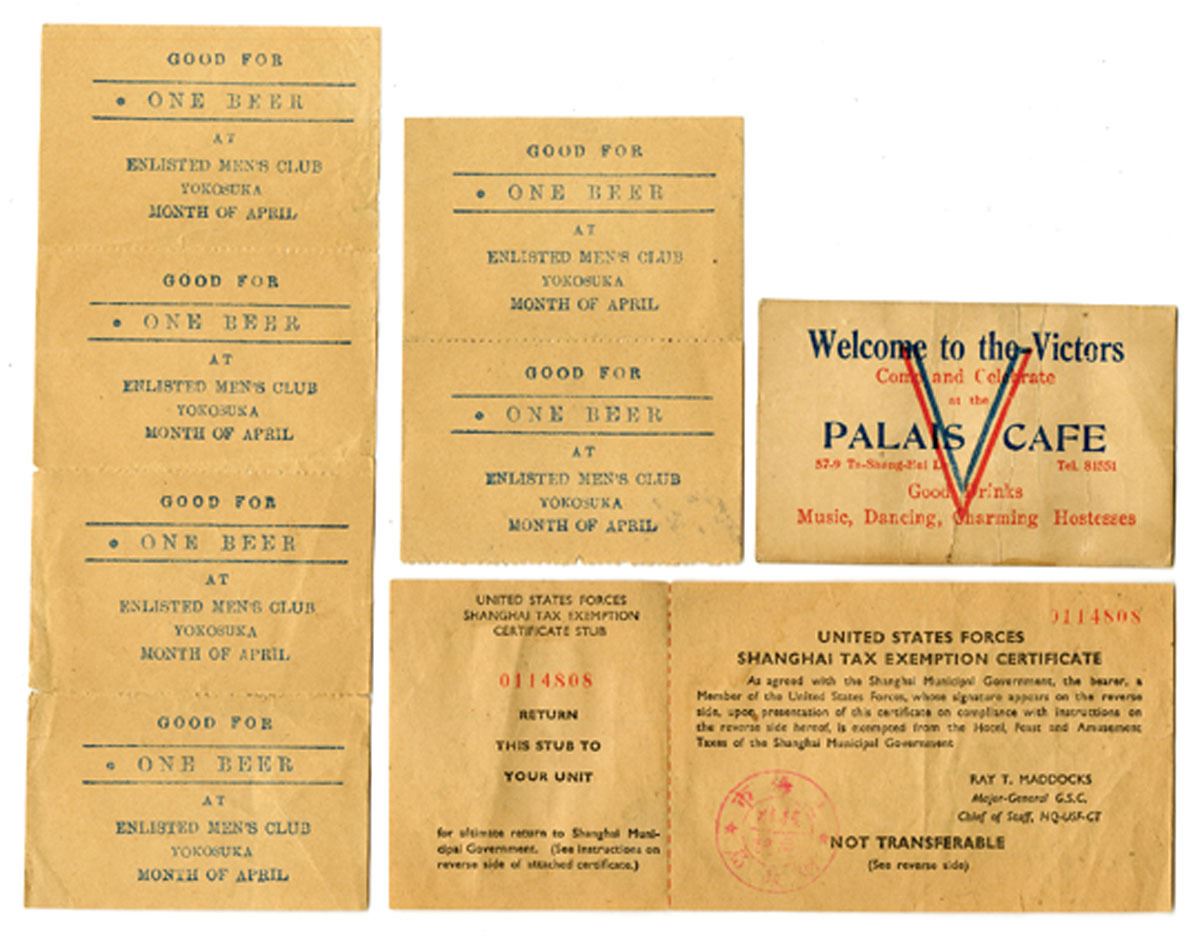 GOOD FOR
ONE BEER
AT
ENLISTED MEN'S CLUB
YOKOSUKA
MONTH OF APRIL
GOOD FOR
ONE BEER
AT
ENLISTED MEN'S CLUB
YOKOSUKA
MONTH OF APRIL
GOOD FOR
ONE BEER
AT
ENLISTED MEN'S CLUB
YOKOSUKA
MONTH OF APRIL
GOOD FOR
ONE BEER
AT
ENLISTED MEN'S CLUB
YOKOSUKA
MONTH OF APRIL
GOOD FOR
ONE BEER
AT
ENLISTED MEN'S CLUB
YOKOSUKA
MONTH OF APRIL
GOOD FOR
ONE BEER
AT
ENLISTED MEN'S CLUB
YOKOSUKA
MONTH OF APRIL
Welcome to the Victors
Come and Celebrate
at the
PALAIS CAFE
57-9 Ta-Shang-Hai
Tel. 81551
Good Drinks
Music, Dancing, Charming Hostesses
UNITED STATES FORCES
SHANGHAI TAX EXEMPTION
CERTIFICATE STUB
0114808
RETURN
THIS STUB TO
YOUR UNIT
for ultimate return to Shanghai Muni-
cipal Government. (See instructions on
reverse side of attached certificate.)
0114808
UNITED STATES FORCES
SHANGHAI TAX EXEMPTION CERTIFICATE
As agreed with the Shanghai Municipal Government, the bearer, a
Member of the United States Forces, whose signature appears on the reverse
side, upon presentation of this certificate on compliance with instructions on
the reverse side hereof, is exempted from the Hotel, Feast and Amusement
Taxes of the Shanghai Municipal Government
RAY T. MADDOCKS
Major-General G.S.C.
Chief of Staff, HQ-USF-CT
NOT TRANSFERABLE
(See reverse side)